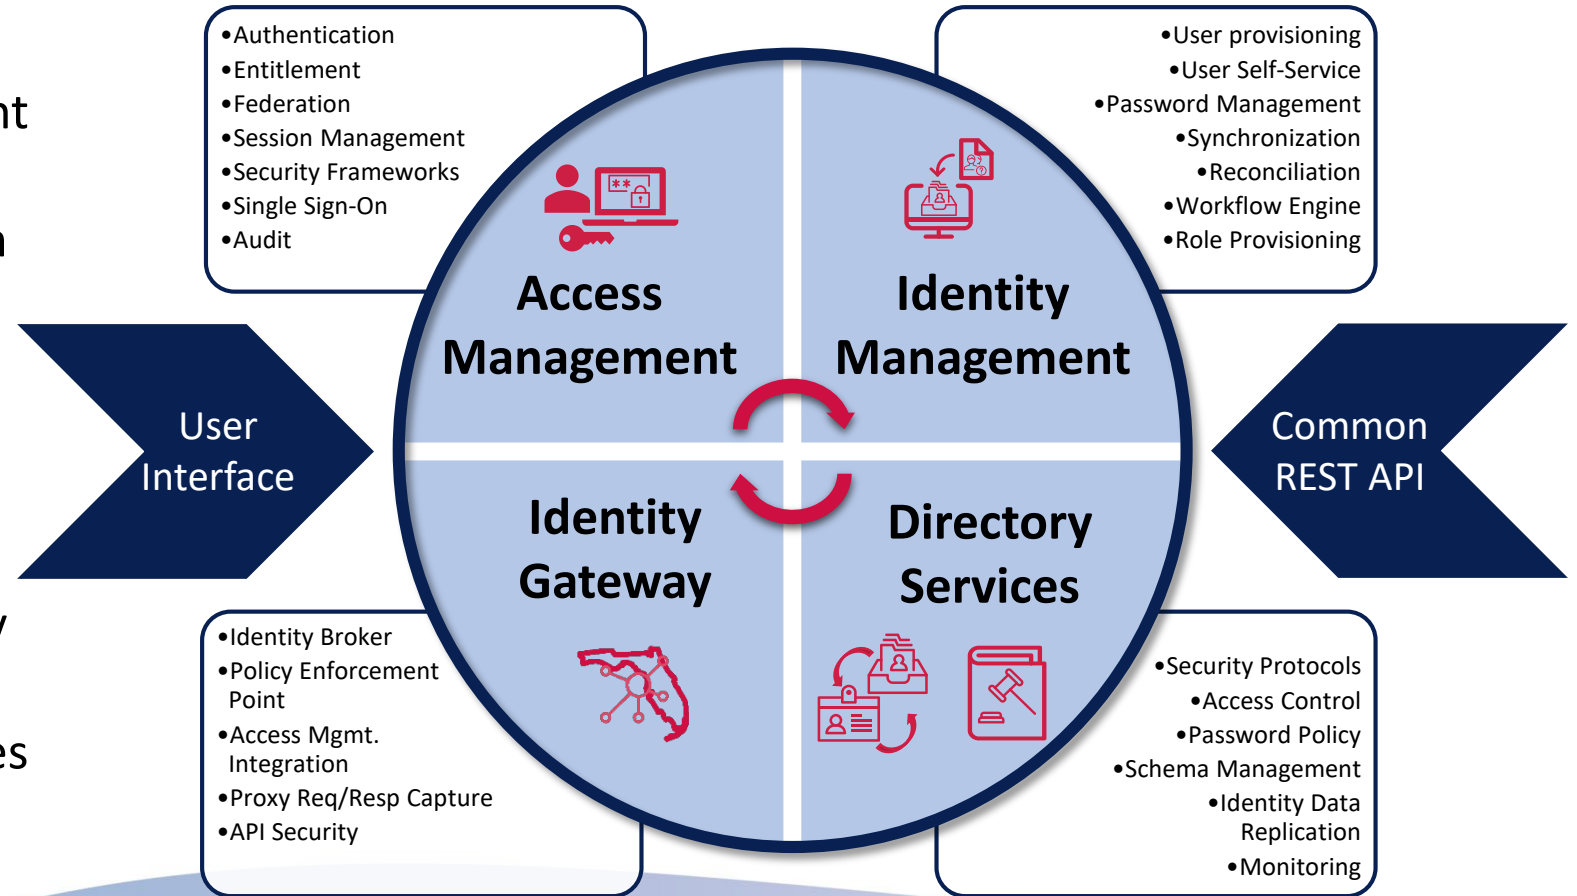 •Authentication
•Entitlement
•Federation
•Session Management
•Security Frameworks
•Single Sign-On
•Audit
•User provisioning
•User Self-Service
•Password Management
•Synchronization
•Reconciliation
•Workflow Engine
•Role Provisioning
**
Access
Management
Identity
Management
User
Interface
Common
REST API
Identity
Gateway
Directory
Services
•Identity Broker
•Policy Enforcement
Point
•Access Mgmt.
Integration
•Proxy Req/Resp Capture
•API Security
•Security Protocols
•Access Control
•Password Policy
•Schema Management
•Identity Data
Replication
•Monitoring